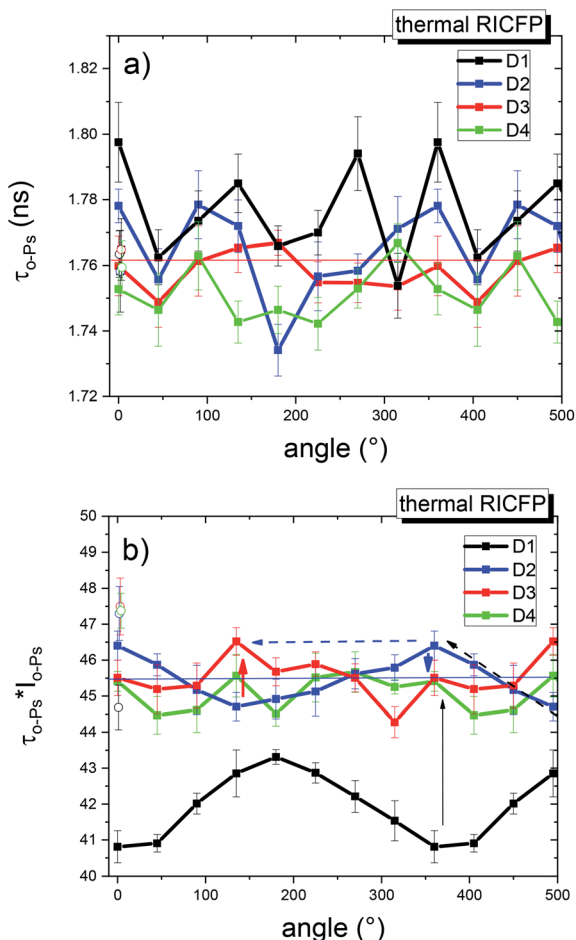 thermal RICFP
a)
D1
D2
D3
D4
1.82
1.80
1.78
1.76
1.74
1.72
τo-Ps (ns)
0 100 200 300 400 500
angle (°)
thermal RICFP
b)
D1
D2
D3
D4
50
49
48
47
46
45
44
43
42
41
40
τo-Ps*Io-Ps
0 100 200 300 400 500
angle (°)